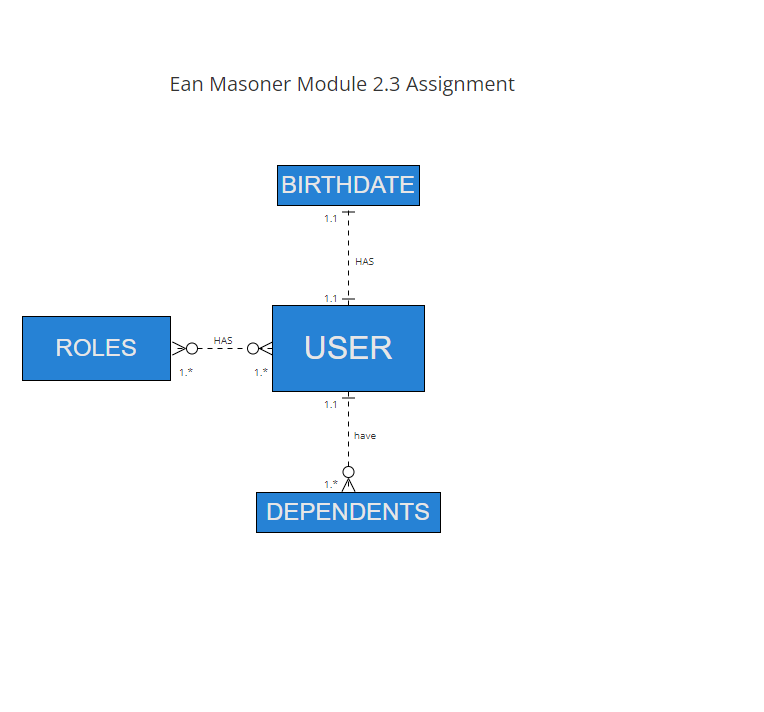 Ean Masoner Module 2.3 Assignment
BIRTHDATE
1.1
HAS
1.1
ROLES
HAS
USER
1.*
1.*
1.1
have
1.*
DEPENDENTS